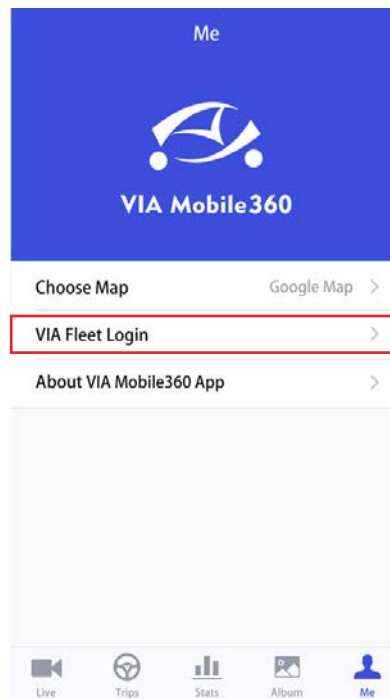 Me
VIA Mobile360
Choose Map Google Map
VIA Fleet Login
About VIA Mobile360 App
Live Trips Stats Album Me